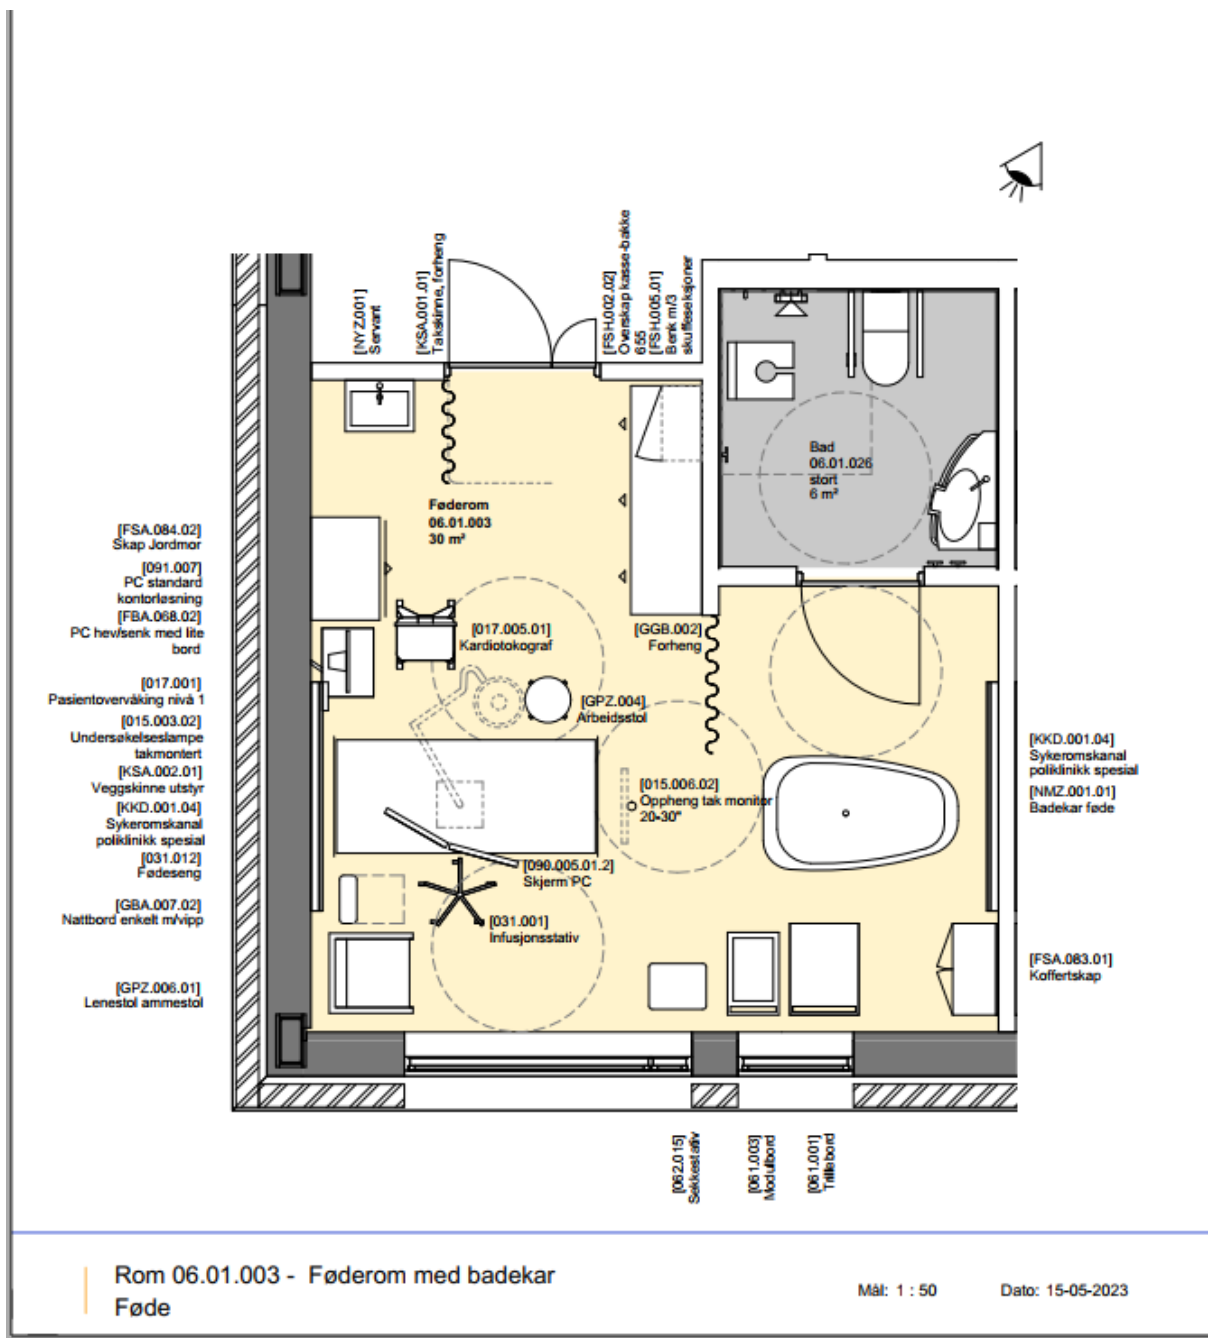 [NYZ.001]
Servant
[KSA.001.01]
Takskinne, forheng
[FSH.002.02]
Overskap kasse-bakke
655
[FSH.005.01]
Benk m/3
skuffeseksjoner
Bad
06.01.026
stort
6 m²
Føderom
06.01.003
30 m²
[FSA.084.02]
Skap Jordmor
[091.007]
PC standard
kontorløsning
[FBA.068.02]
PC hev/senk med lite
bord
[017.001]
Pasientovervåking nivå 1
[015.003.02]
Undersøkelseslampe
takmontert
[KSA.002.01]
Veggskinne utstyr
[KKD.001.04]
Sykeromskanal
poliklinikk spesial
[031.012]
Fødeseng
[GBA.007.02]
Nattbord enkelt m/vipp
[GPZ.006.01]
Lenestol ammestol
[017.005.01]
Kardiotokograf
[GGB.002]
Forheng
[GPZ.004]
Arbeidsstol
[015.006.02]
Oppheng tak monitor
20-30"
[090.005.01.2]
Skjerm PC
[031.001]
Infusjonsstativ
[KKD.001.04]
Sykeromskanal
poliklinikk spesial
[NMZ.001.01]
Badekar føde
[FSA.083.01]
Koffertskap
[062.015]
Sekkestativ
[061.003]
Modulbord
[061.001]
Trillebord
Rom 06.01.003 - Føderom med badekar
Føde
Mål: 1 : 50
Dato: 15-05-2023